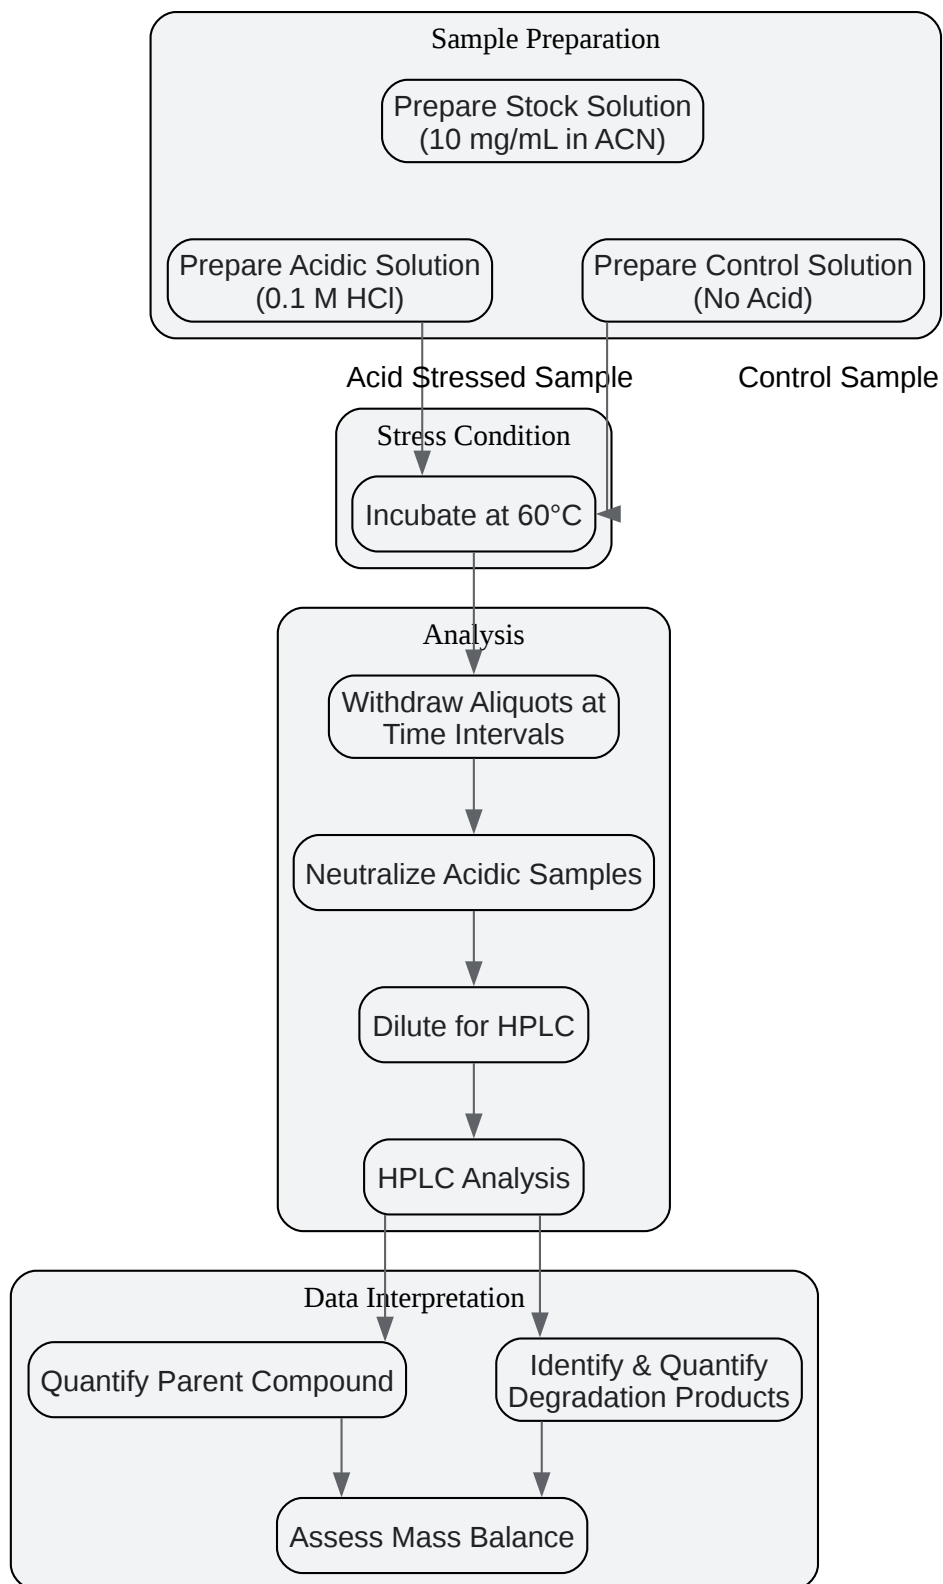 Sample Preparation
Prepare Stock Solution
(10 mg/mL in ACN)
Prepare Acidic Solution
(0.1 M HCl)
Prepare Control Solution
(No Acid)
Acid Stressed Sample
Control Sample
Stress Condition
Incubate at 60°C
Analysis
Withdraw Aliquots at
Time Intervals
Neutralize Acidic Samples
Dilute for HPLC
HPLC Analysis
Data Interpretation
Quantify Parent Compound
Identify & Quantify
Degradation Products
Assess Mass Balance